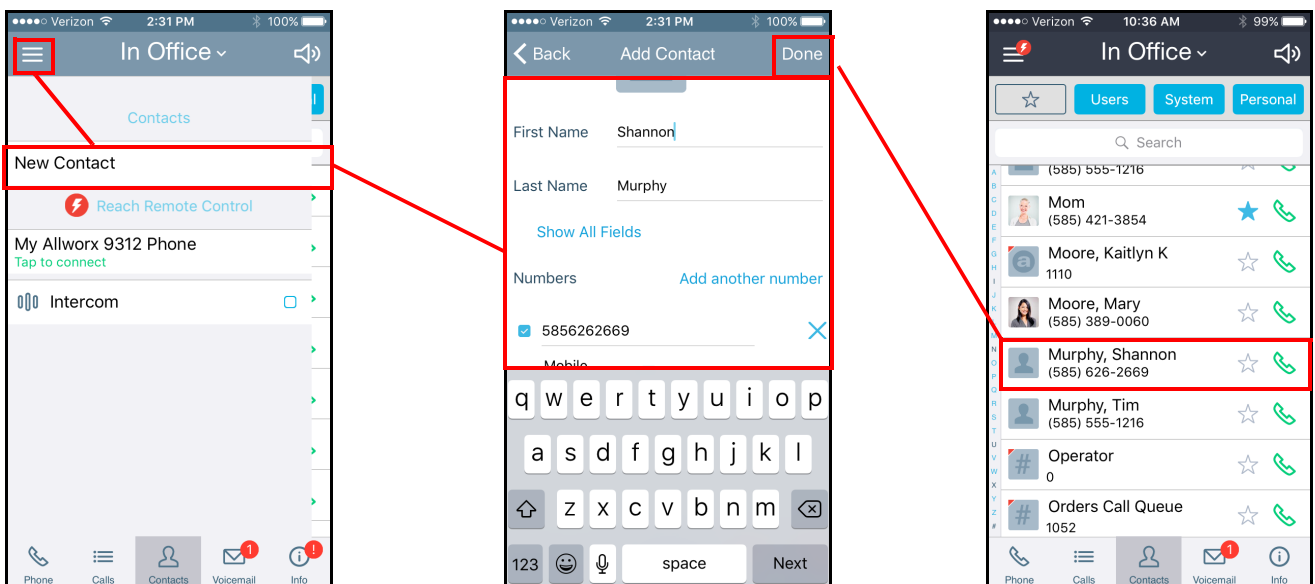 Verizon 2:31 PM 100%
In Office
Contacts
New Contact
Reach Remote Control
My Allworx 9312 Phone
Tap to connect
Intercom
1 !
Phone Calls Contacts Voicemail Info
Verizon 2:31 PM 100%
Back Add Contact Done
First Name Shannon
Last Name Murphy
Show All Fields
Numbers Add another number
5856262669
Mobile
q w e r t y u i o p
a s d f g h j k l
z x c v b n m
123 space Next
Verizon 10:36 AM 99%
In Office
Users System Personal
Search
(585) 555-1216
Mom
(585) 421-3854
Moore, Kaitlyn K
a
1110
Moore, Mary
(585) 389-0060
Murphy, Shannon
(585) 626-2669
Murphy, Tim
(585) 555-1216
Operator
#
0
Orders Call Queue
#
1052
A
B
C
D
E
F
G
H
I
J
K
L
M
N
O
P
Q
R
S
T
U
V
W
X
Y
Z
#
1
Phone Calls Contacts Voicemail Info